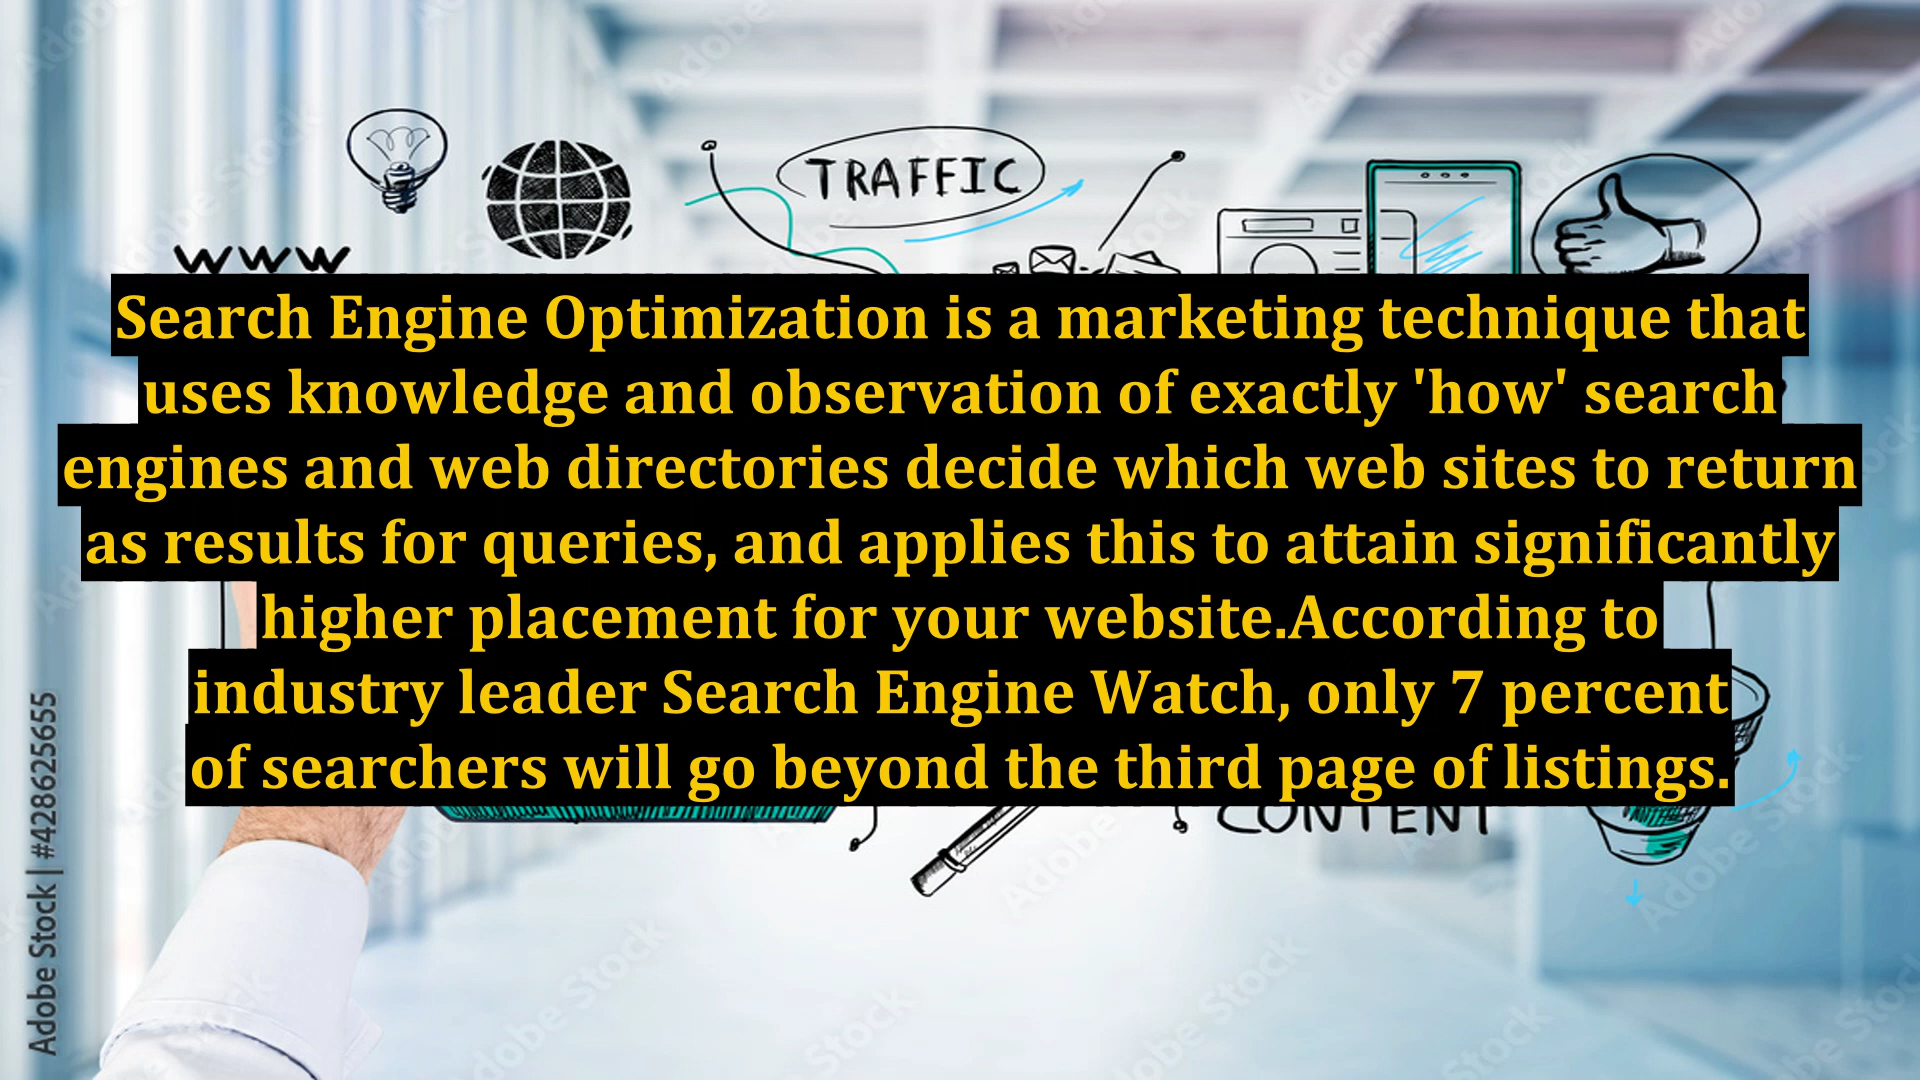 TRAFFIC
www
Search Engine Optimization is a marketing technique that
uses knowledge and observation of exactly 'how' search
engines and web directories decide which web sites to return
as results for queries, and applies this to attain significantly
higher placement for your website.According to
industry leader Search Engine Watch, only 7 percent
of searchers will go beyond the third page of listings.
CONTENT
Adobe Stock | #428625655
Adobe Stock